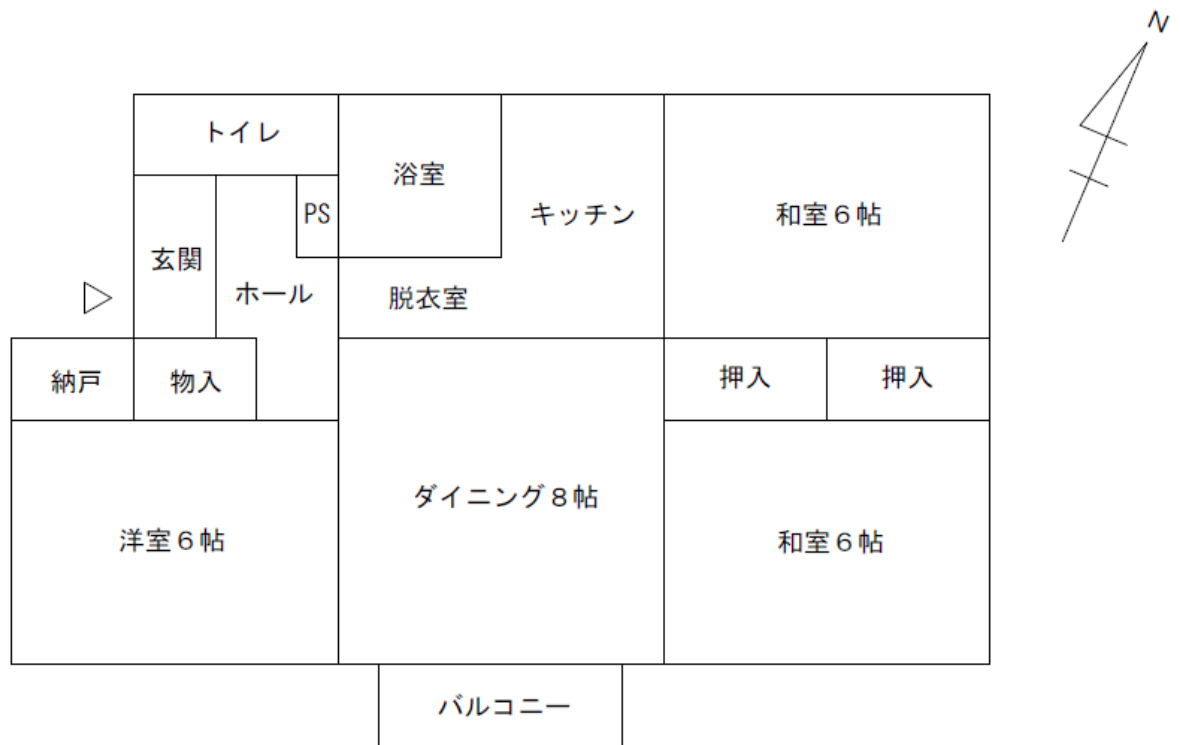 N
トイレ
浴室
PS
キッチン
和室6帖
玄関
ホール
脱衣室
納戸
物入
押入
押入
ダイニング8帖
洋室6帖
和室6帖
バルコニー